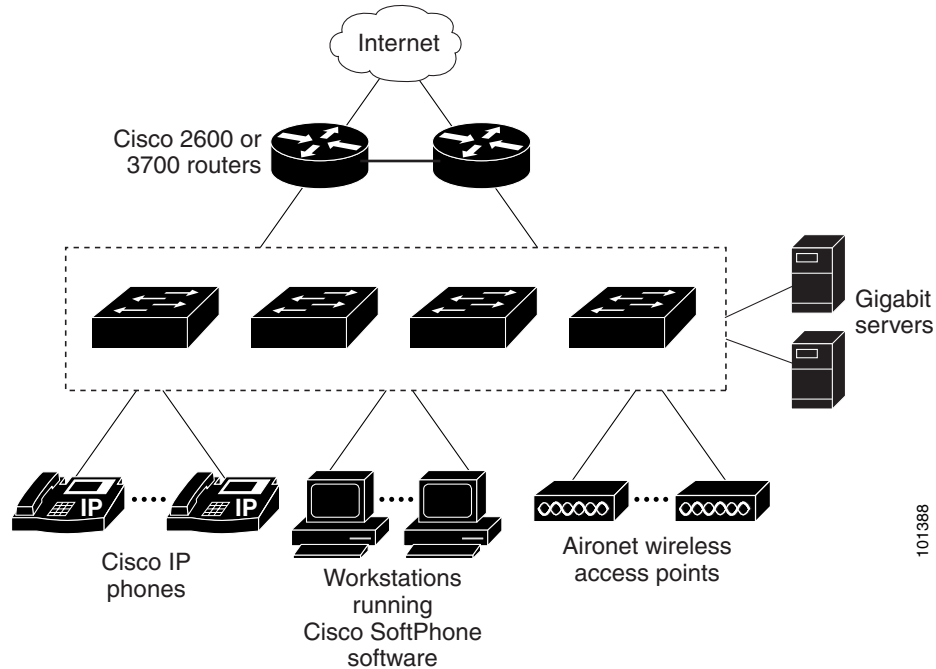 Internet
Cisco 2600 or
3700 routers
Gigabit
servers
IP
IP
Cisco IP
phones
Workstations
running
Cisco SoftPhone
software
Aironet wireless
access points
101388